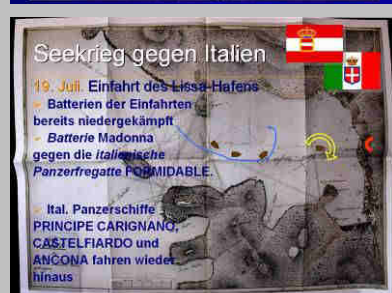 Seekrieg gegen Italien
19. Juli. Einfahrt des Lissa-Hafens
Batterien der Einfahrten
bereits niedergekämpft
Batterie Madonna
gegen die italienische
Panzerfregatte FORMIDABLE.
Ital. Panzerschiffe
PRINCIPE CARIGNANO,
CASTELFIARDO und
ANCONA fahren wieder
hinaus